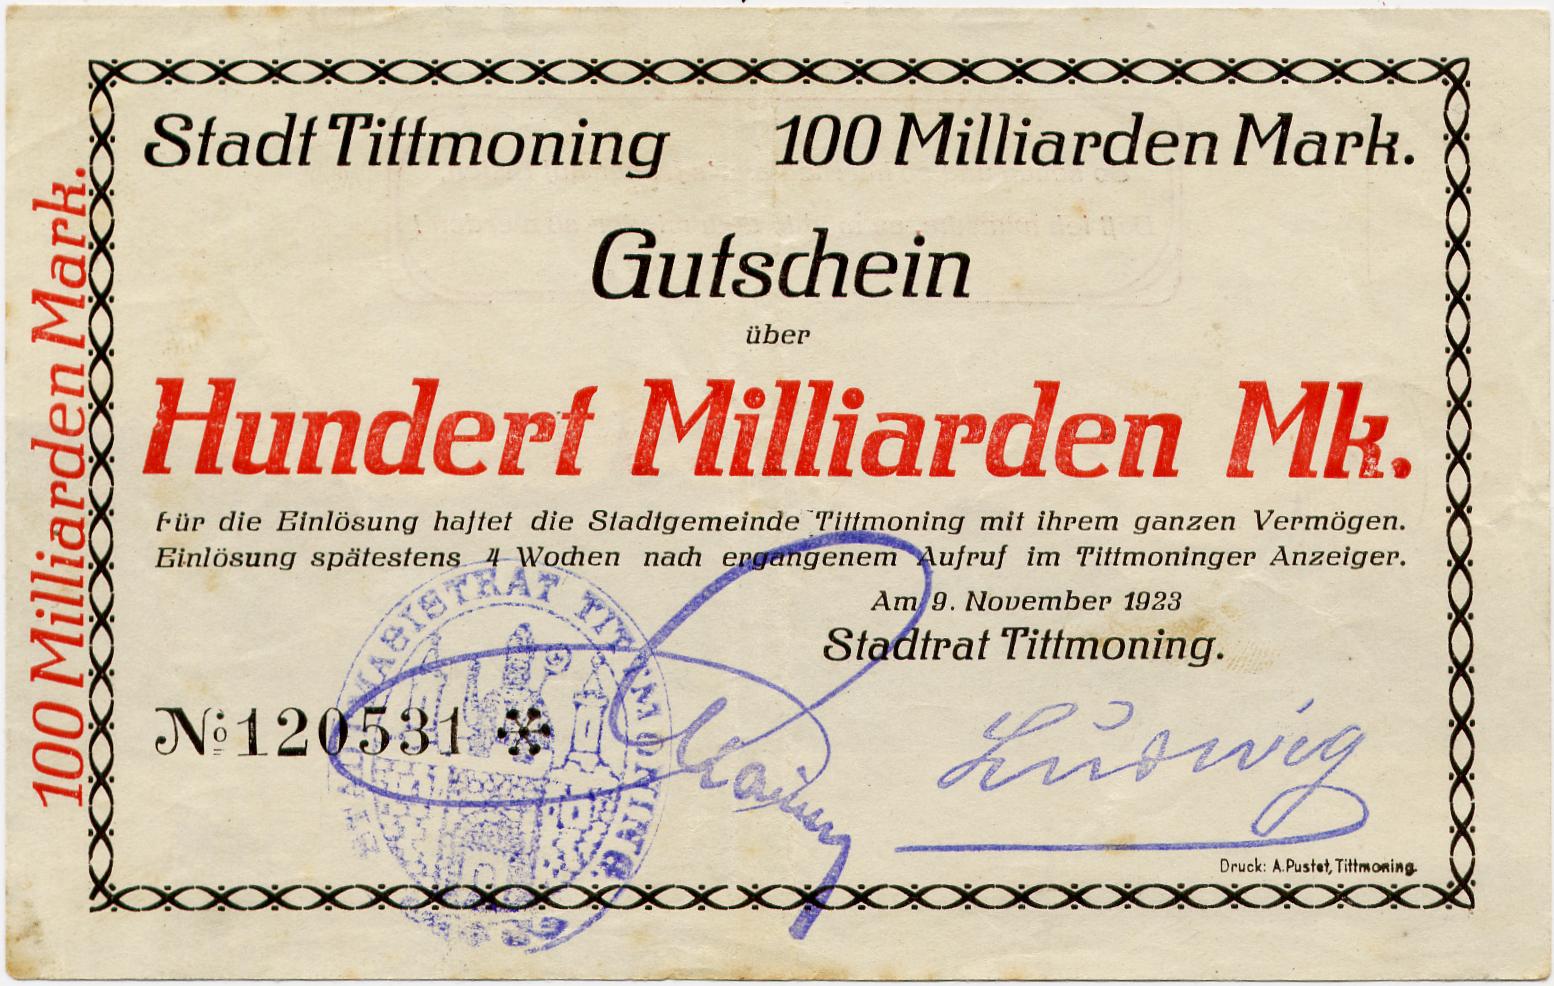 Stadt Tittmoning 100 Milliarden Mark.
Gutschein
über
Hundert Milliarden Mk.
für die Einlösung haftet die Stadtgemeinde Tittmoning mit ihrem ganzen Vermögen.
Einlösung spätestens 4 Wochen nach ergangenem Aufruf im Tittmoninger Anzeiger.
Am 9. November 1923
Stadtrat Tittmoning.
No 120531 *
Ludwig
Druck: A. Pustet, Tittmoning.
100 Milliarden Mark.
STADTMAGISTRAT TITTMONING